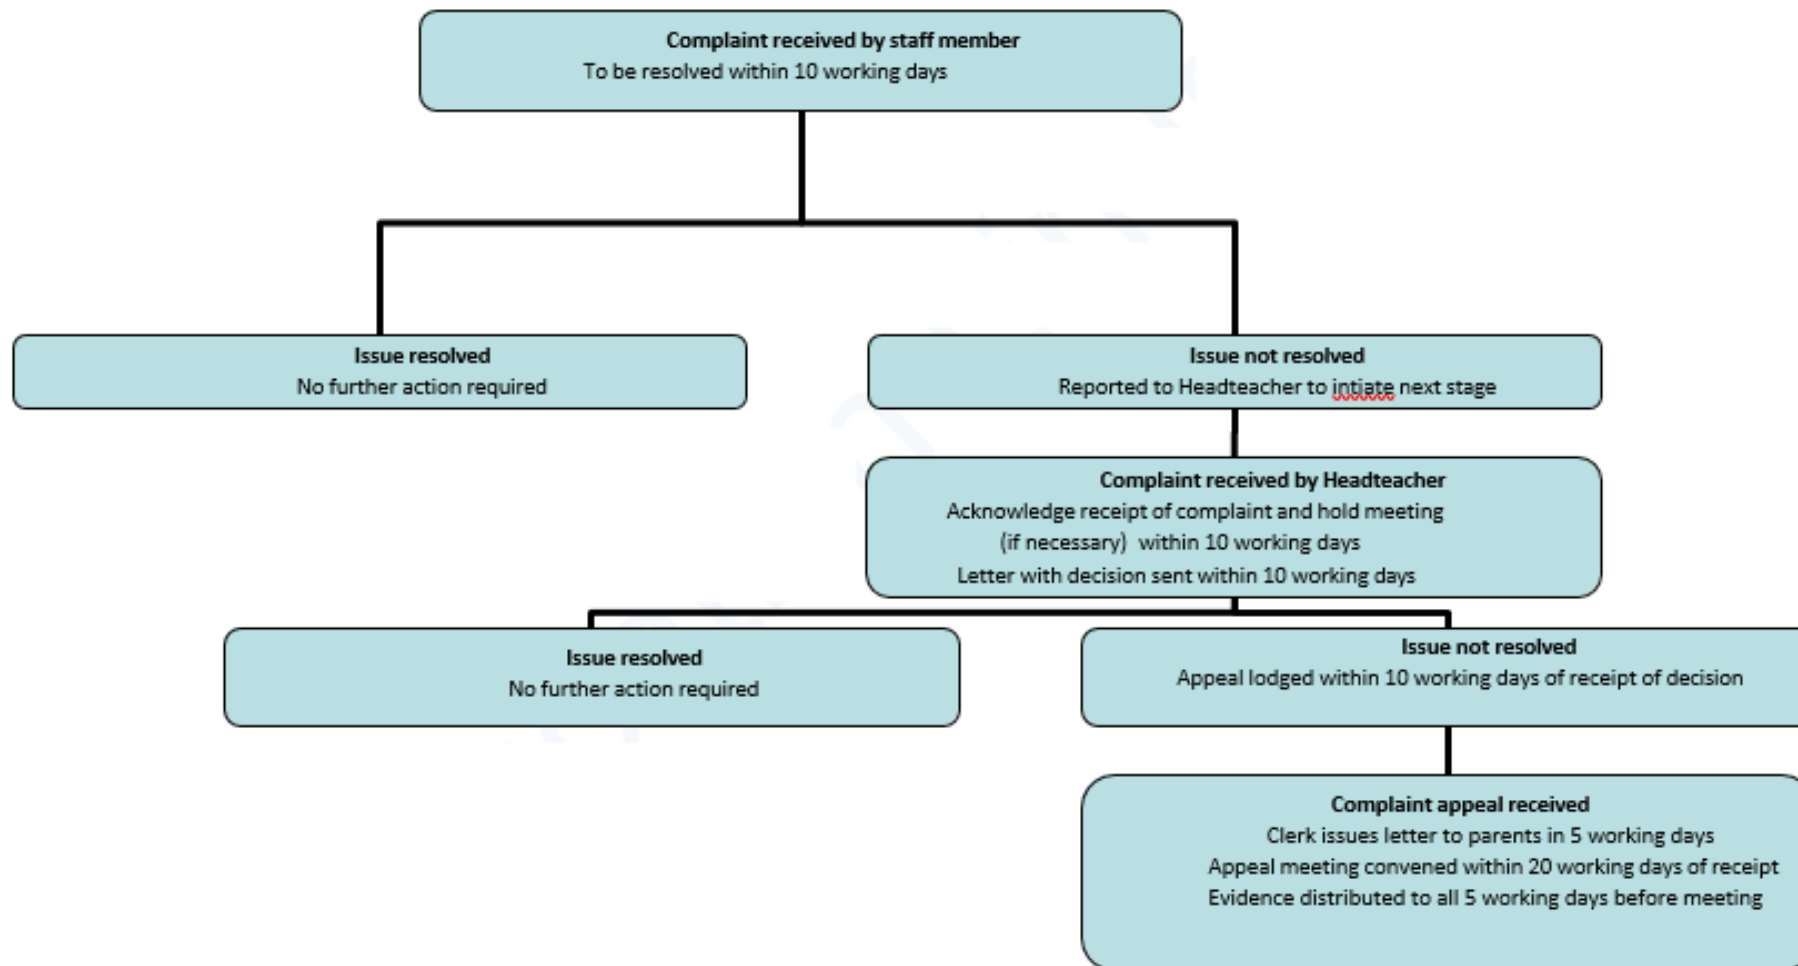 Complaint received by staff member
To be resolved within 10 working days
Issue resolved
No further action required
Issue not resolved
Reported to Headteacher to intiate next stage
Complaint received by Headteacher
Acknowledge receipt of complaint and hold meeting
(if necessary) within 10 working days
Letter with decision sent within 10 working days
Issue resolved
No further action required
Issue not resolved
Appeal lodged within 10 working days of receipt of decision
Complaint appeal received
Clerk issues letter to parents in 5 working days
Appeal meeting convened within 20 working days of receipt
Evidence distributed to all 5 working days before meeting